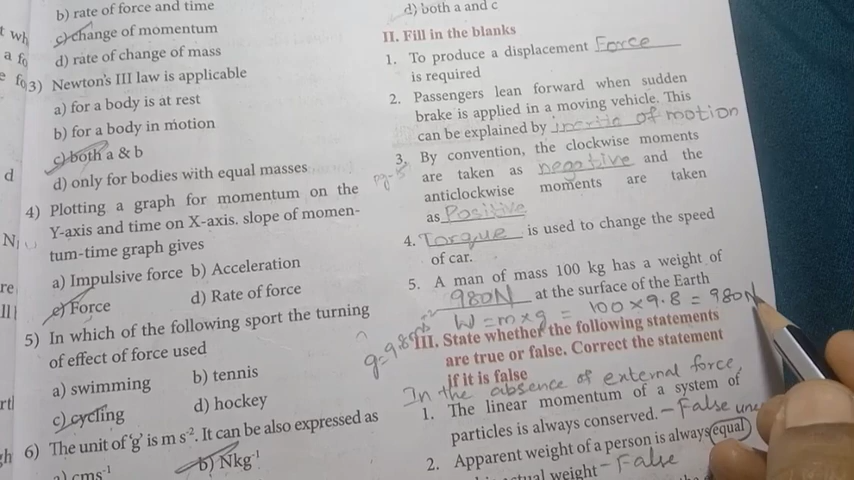 b) rate of force and time
c) change of momentum
d) rate of change of mass
3) Newton's III law is applicable
a) for a body is at rest
b) for a body in motion
c) both a & b
d) only for bodies with equal masses
4) Plotting a graph for momentum on the
Y-axis and time on X-axis. slope of momen-
tum-time graph gives
a) Impulsive force b) Acceleration
c) Force d) Rate of force
5) In which of the following sport the turning
of effect of force used
a) swimming b) tennis
c) cycling d) hockey
6) The unit of 'g' is m s⁻². It can be also expressed as
a) cms⁻¹ b) Nkg⁻¹
d) both a and c
II. Fill in the blanks
1. To produce a displacement Force
is required
2. Passengers lean forward when sudden
brake is applied in a moving vehicle. This
can be explained by inertia of motion
3. By convention, the clockwise moments
are taken as negative and the
anticlockwise moments are taken
as Positive
4. Torque is used to change the speed
of car.
5. A man of mass 100 kg has a weight of
980N at the surface of the Earth
W = m × g = 100 × 9.8 = 980N
III. State whether the following statements
are true or false. Correct the statement
if it is false
In the absence of external force,
1. The linear momentum of a system of
particles is always conserved. – False
2. Apparent weight of a person is always equal
actual weight – False